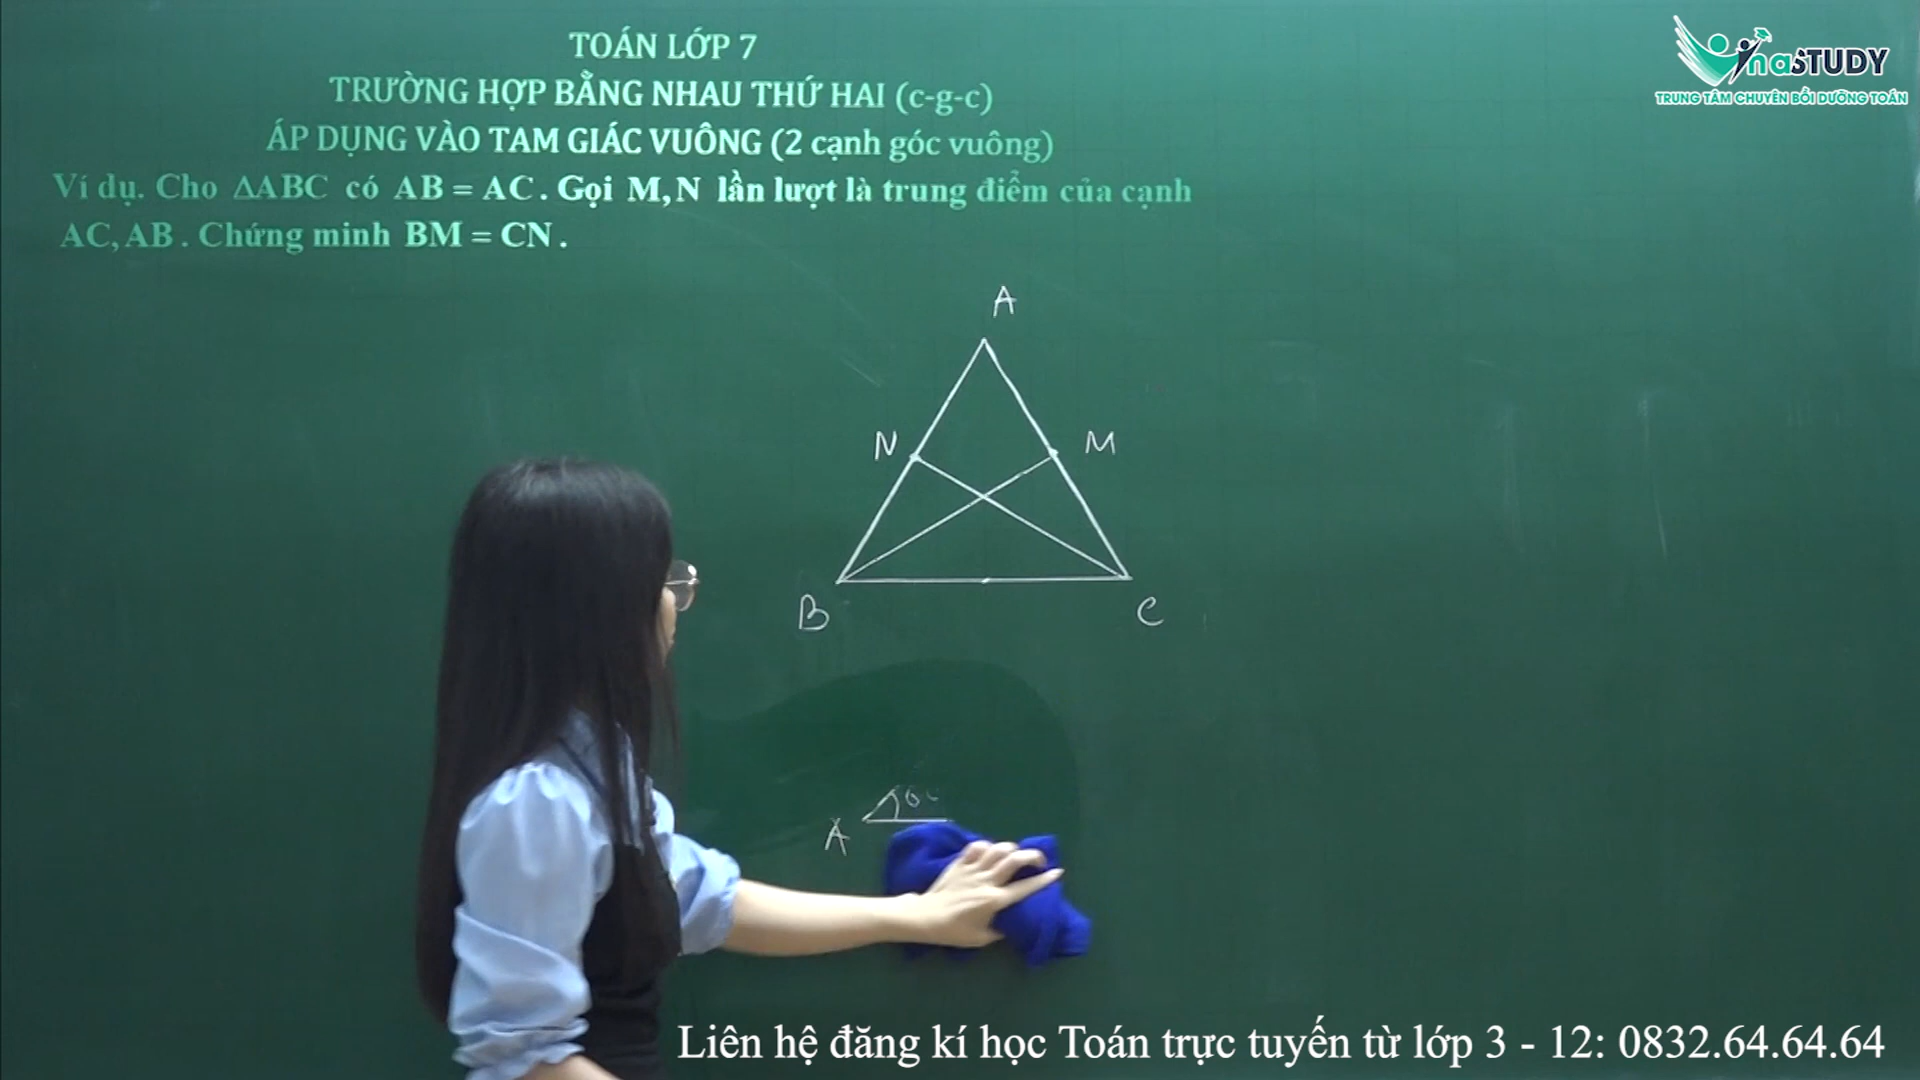 TOÁN LỚP 7
TRƯỜNG HỢP BẰNG NHAU THỨ HAI (c-g-c)
ÁP DỤNG VÀO TAM GIÁC VUÔNG (2 cạnh góc vuông)
Ví dụ. Cho ΔABC có AB = AC. Gọi M, N lần lượt là trung điểm của cạnh
AC, AB. Chứng minh BM = CN.
VinaSTUDY
TRUNG TÂM CHUYÊN BỒI DƯỠNG TOÁN
A
N M
B C
A
Liên hệ đăng kí học Toán trực tuyến từ lớp 3 - 12: 0832.64.64.64